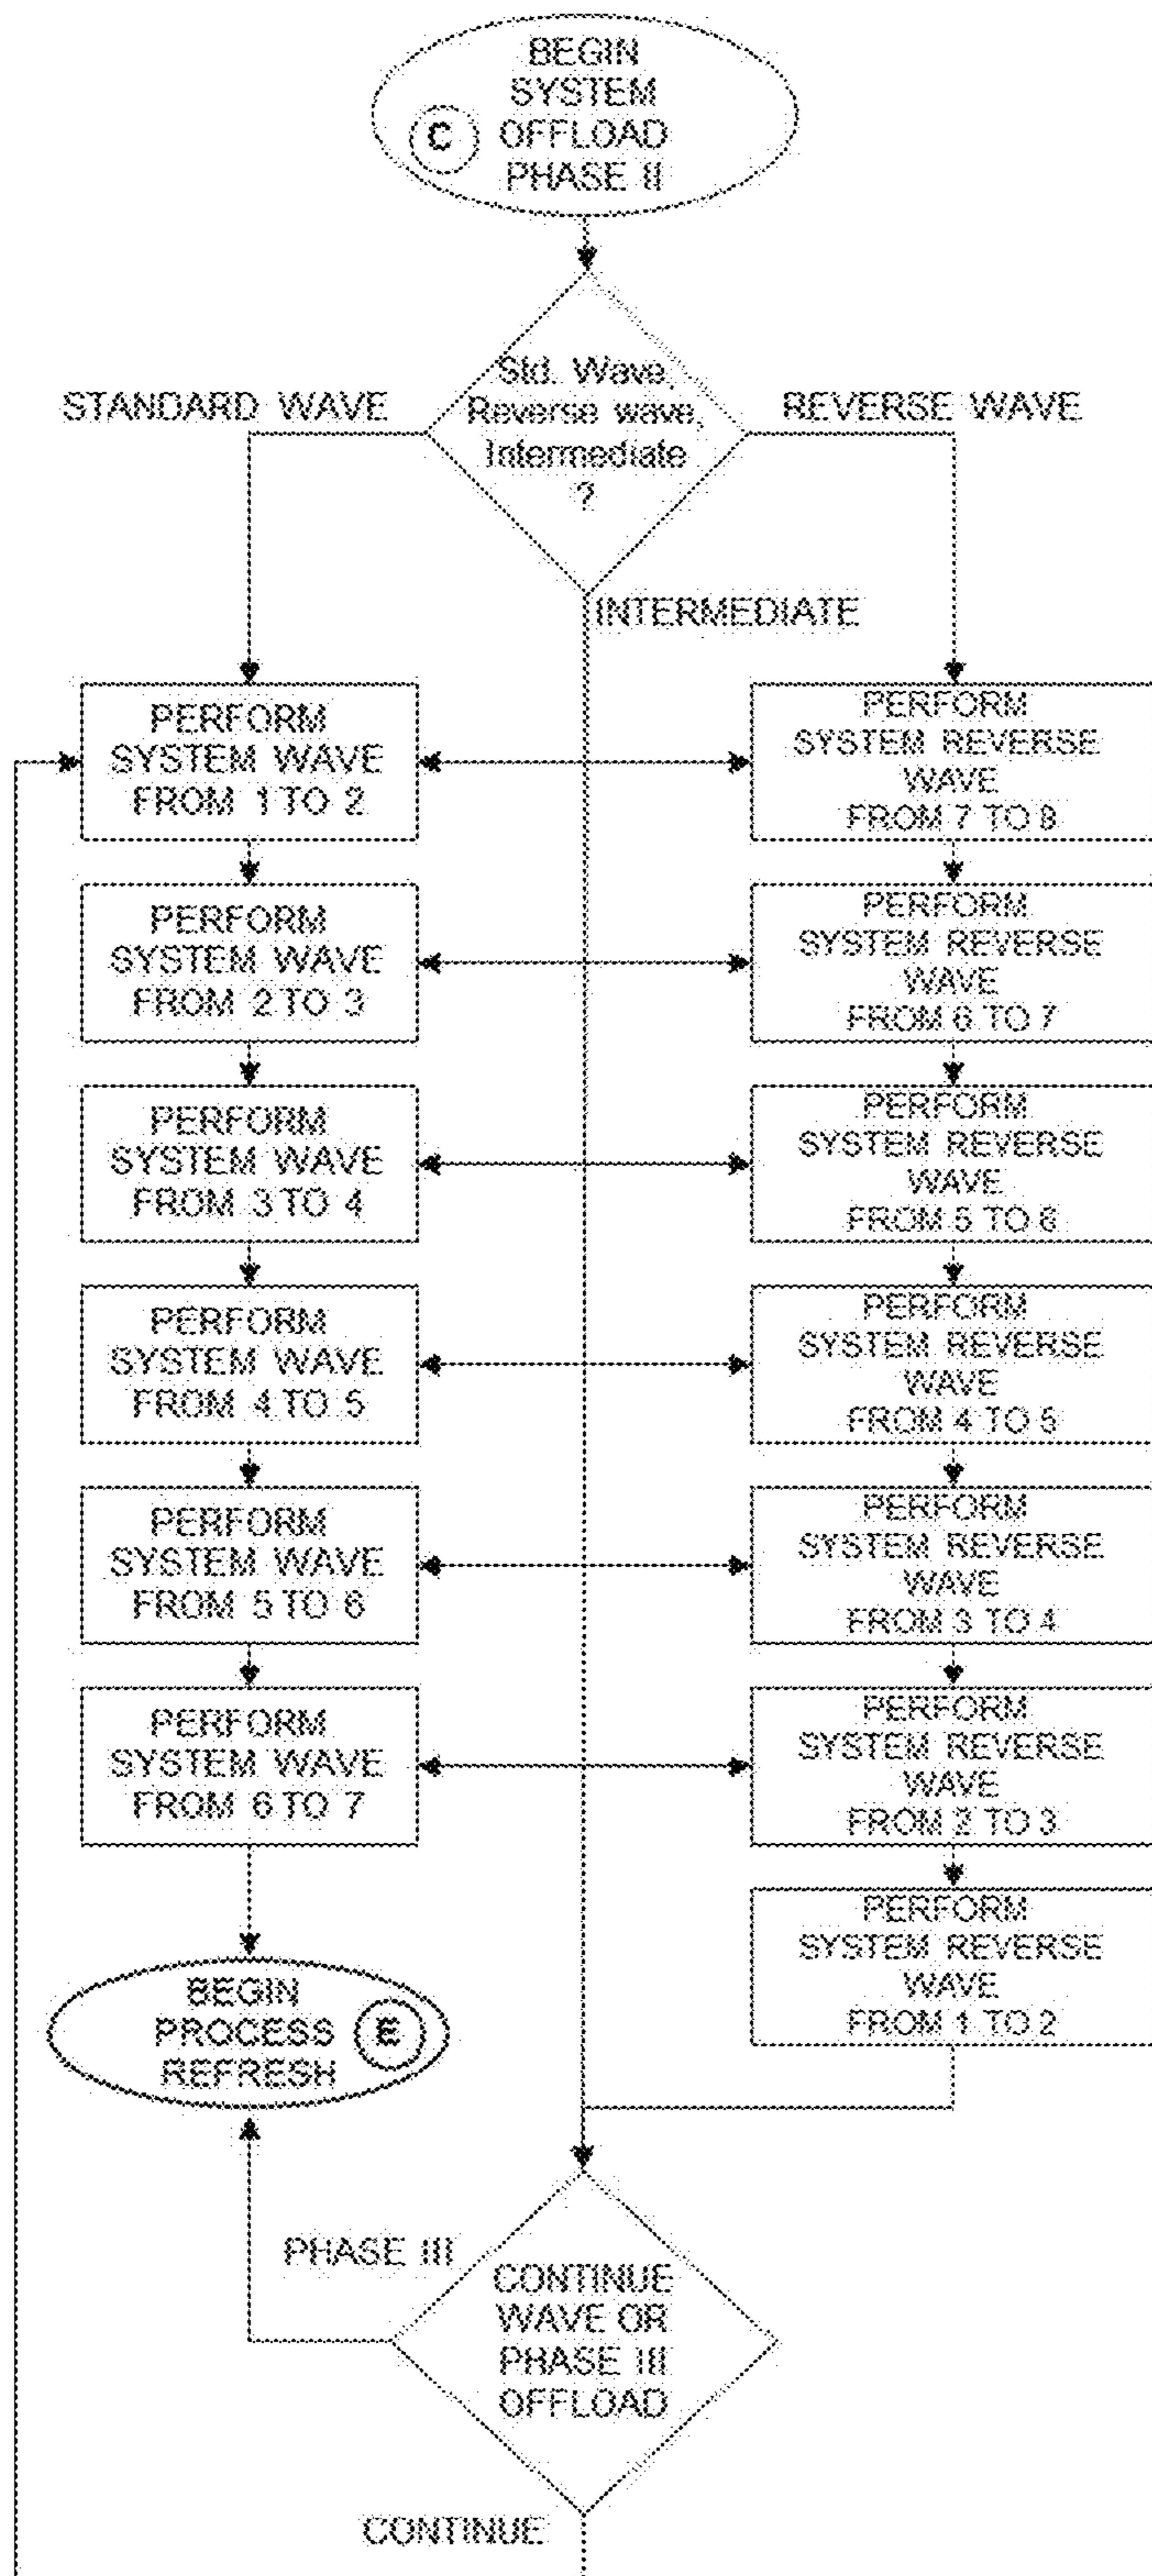 BEGIN
SYSTEM
OFFLOAD
PHASE II
C
Std. Wave,
Reverse wave,
Intermediate
?
STANDARD WAVE
REVERSE WAVE
INTERMEDIATE
PERFORM
SYSTEM WAVE
FROM 1 TO 2
PERFORM
SYSTEM WAVE
FROM 2 TO 3
PERFORM
SYSTEM WAVE
FROM 3 TO 4
PERFORM
SYSTEM WAVE
FROM 4 TO 5
PERFORM
SYSTEM WAVE
FROM 5 TO 6
PERFORM
SYSTEM WAVE
FROM 6 TO 7
BEGIN
PROCESS
REFRESH
E
PERFORM
SYSTEM REVERSE
WAVE
FROM 7 TO
PERFORM
SYSTEM REVERSE
WAVE
FROM 6 TO 7
PERFORM
SYSTEM REVERSE
WAVE
FROM 5 TO 6
PERFORM
SYSTEM REVERSE
WAVE
FROM 4 TO 5
PERFORM
SYSTEM REVERSE
WAVE
FROM 3 TO 4
PERFORM
SYSTEM REVERSE
WAVE
FROM 2 TO 3
PERFORM
SYSTEM REVERSE
WAVE
FROM 1 TO 2
PHASE III
CONTINUE
WAVE OR
PHASE III
OFFLOAD
CONTINUE